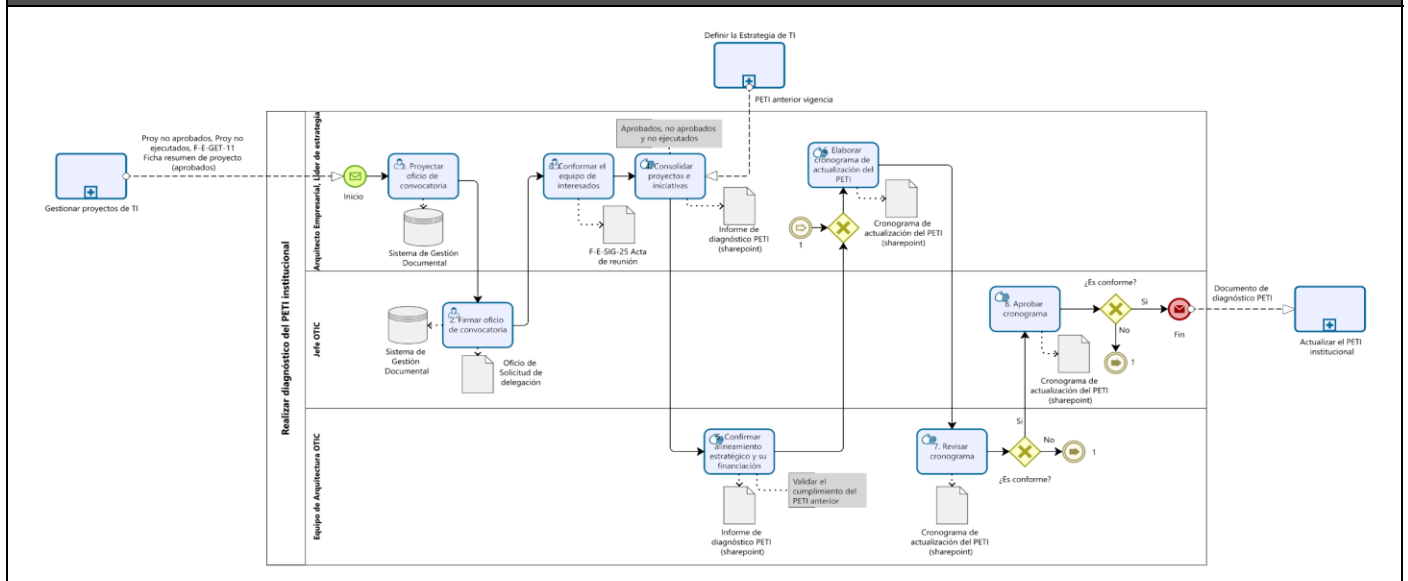 Definir la Estrategia de TI
PETI anterior vigencia
Proy no aprobados, Proy no
ejecutados, F-E-GET-11
Ficha resumen de proyecto
(aprobados)
Gestionar proyectos de TI
Realizar diagnóstico del PETI institucional
Arquitecto Empresarial, Líder de estrategia
Inicio
1. Proyectar
oficio de
convocatoria
Sistema de Gestión
Documental
Conformar el
equipo de
interesados
F-E-SIG-25 Acta
de reunión
Aprobados, no aprobados
y no ejecutados
Consolidar
proyectos e
iniciativas
Informe de
diagnóstico PETI
(sharepoint)
Elaborar
cronograma de
actualización del
PETI
Cronograma de
actualización del PETI
(sharepoint)
1
Jefe OTIC
2. Firmar oficio
de convocatoria
Sistema de
Gestión
Documental
Oficio de
Solicitud de
delegación
Aprobar
cronograma
Cronograma de
actualización del PETI
(sharepoint)
¿Es conforme?
Si
No
1
Fin
Documento de
diagnóstico PETI
Actualizar el PETI
institucional
Equipo de Arquitectura OTIC
Confirmar
alineamiento
estratégico y su
financiación
Validar el
cumplimiento del
PETI anterior
Informe de
diagnóstico PETI
(sharepoint)
7. Revisar
cronograma
Cronograma de
actualización del PETI
(sharepoint)
Si
No
1
¿Es conforme?